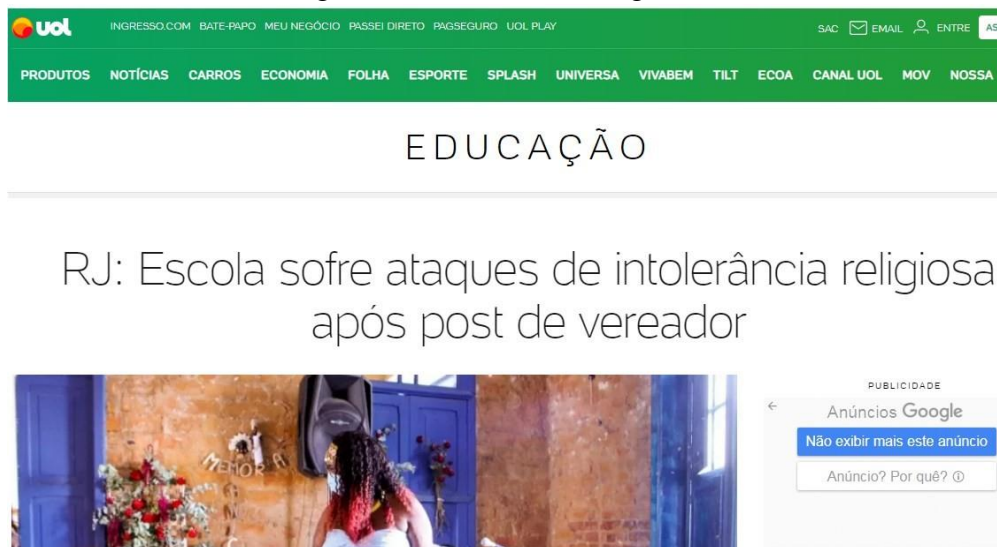 uol
INGRESSO.COM BATE-PAPO MEU NEGÓCIO PASSEI DIRETO PAGSEGURO UOL PLAY
SAC EMAIL ENTRE
PRODUTOS NOTÍCIAS CARROS ECONOMIA FOLHA ESPORTE SPLASH UNIVERSA VIVABEM TILT ECOA CANAL UOL MOV NOSSA
EDUCAÇÃO
RJ: Escola sofre ataques de intolerância religiosa
após post de vereador
PUBLICIDADE
Anúncios Google
Não exibir mais este anúncio
Anúncio? Por quê?
MEMÓRIA